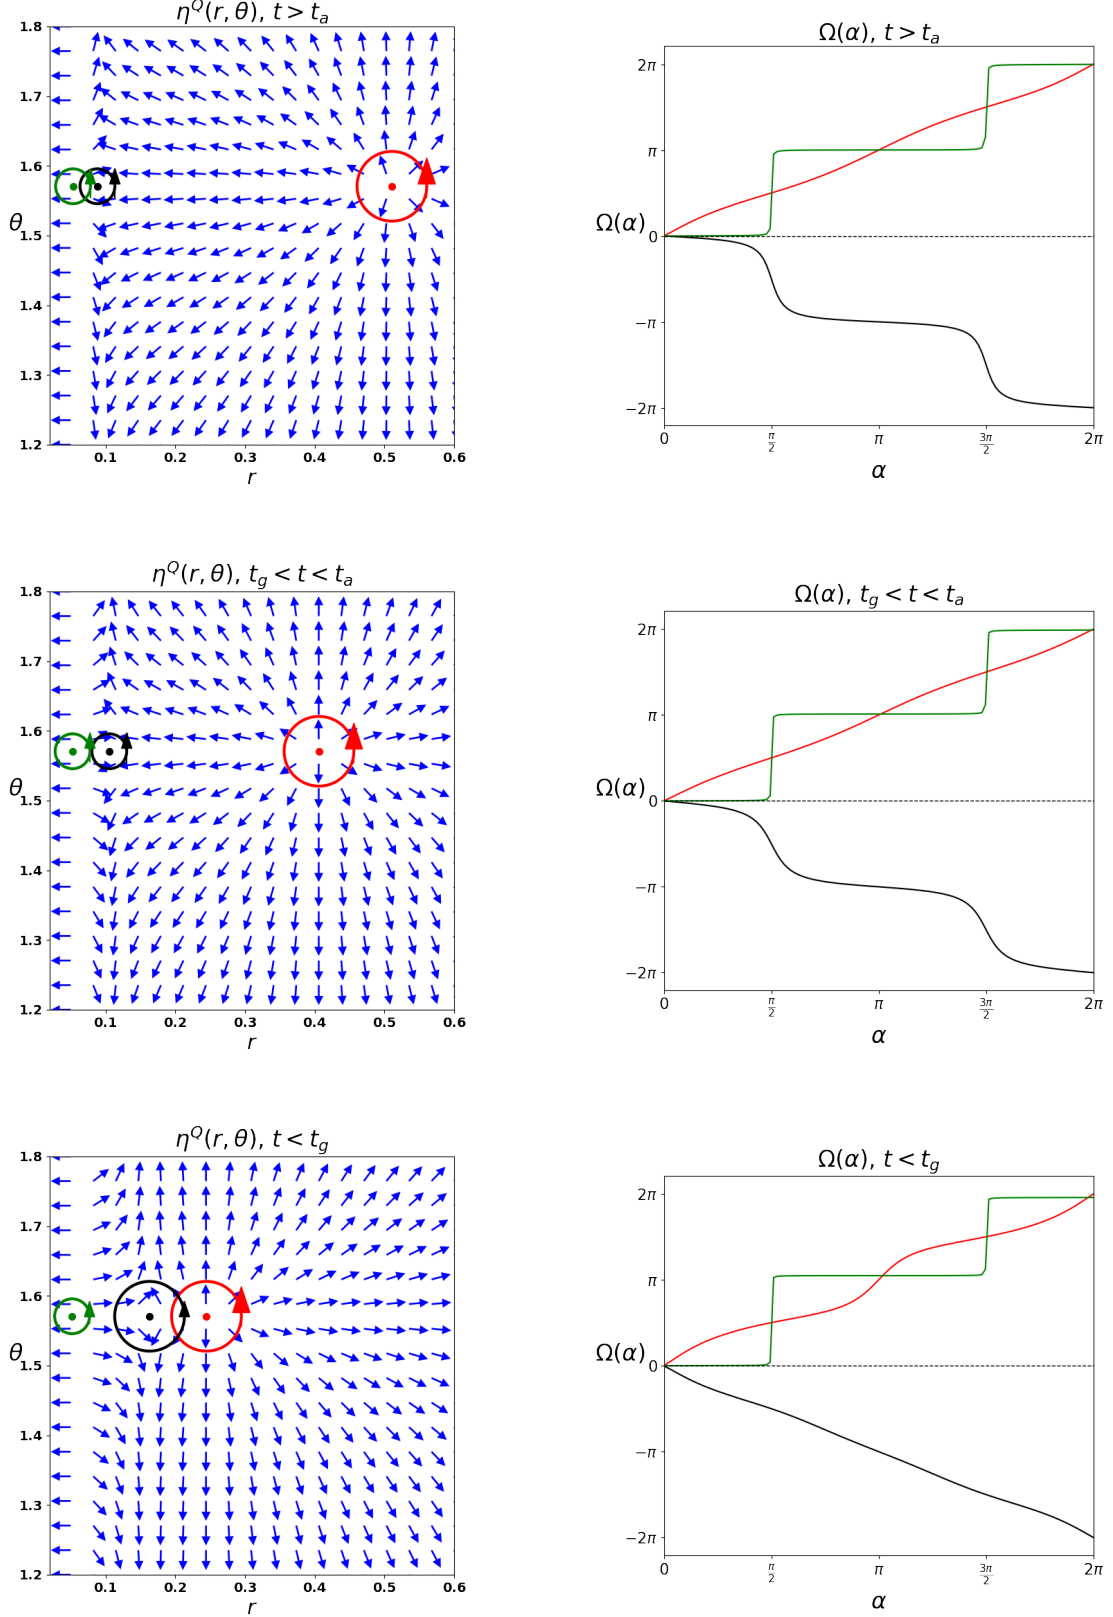 η^Q(r, θ), t > t_a
1.8
1.7
1.6
1.5
1.4
1.3
1.2
θ
0.1 0.2 0.3 0.4 0.5 0.6
r
Ω(α), t > t_a
2π
π
0
−π
−2π
Ω(α)
0 π/2 π 3π/2 2π
α
η^Q(r, θ), t_g < t < t_a
1.8
1.7
1.6
1.5
1.4
1.3
1.2
θ
0.1 0.2 0.3 0.4 0.5 0.6
r
Ω(α), t_g < t < t_a
2π
π
0
−π
−2π
Ω(α)
0 π/2 π 3π/2 2π
α
η^Q(r, θ), t < t_g
1.8
1.7
1.6
1.5
1.4
1.3
1.2
θ
0.1 0.2 0.3 0.4 0.5 0.6
r
Ω(α), t < t_g
2π
π
0
−π
−2π
Ω(α)
0 π/2 π 3π/2 2π
α